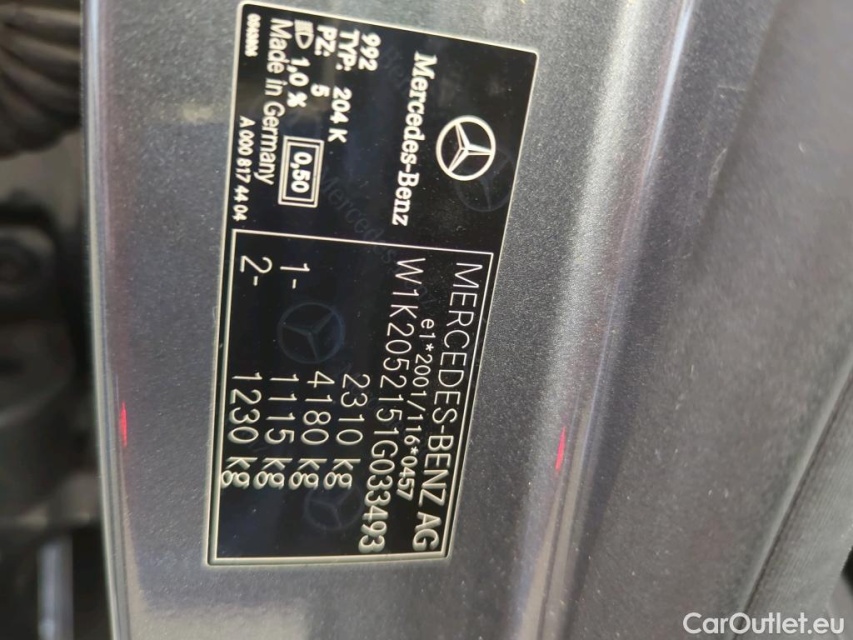 Mercedes-Benz
992
TYP: 204 K
PZ: 5
1,0 %
0,50
Made in Germany
A 000 817 44 04
MERCEDES-BENZ AG
e1*2001/116*0457
W1K2052151G033493
2310 kg
4180 kg
1- 1115 kg
2- 1230 kg
CarOutlet.eu